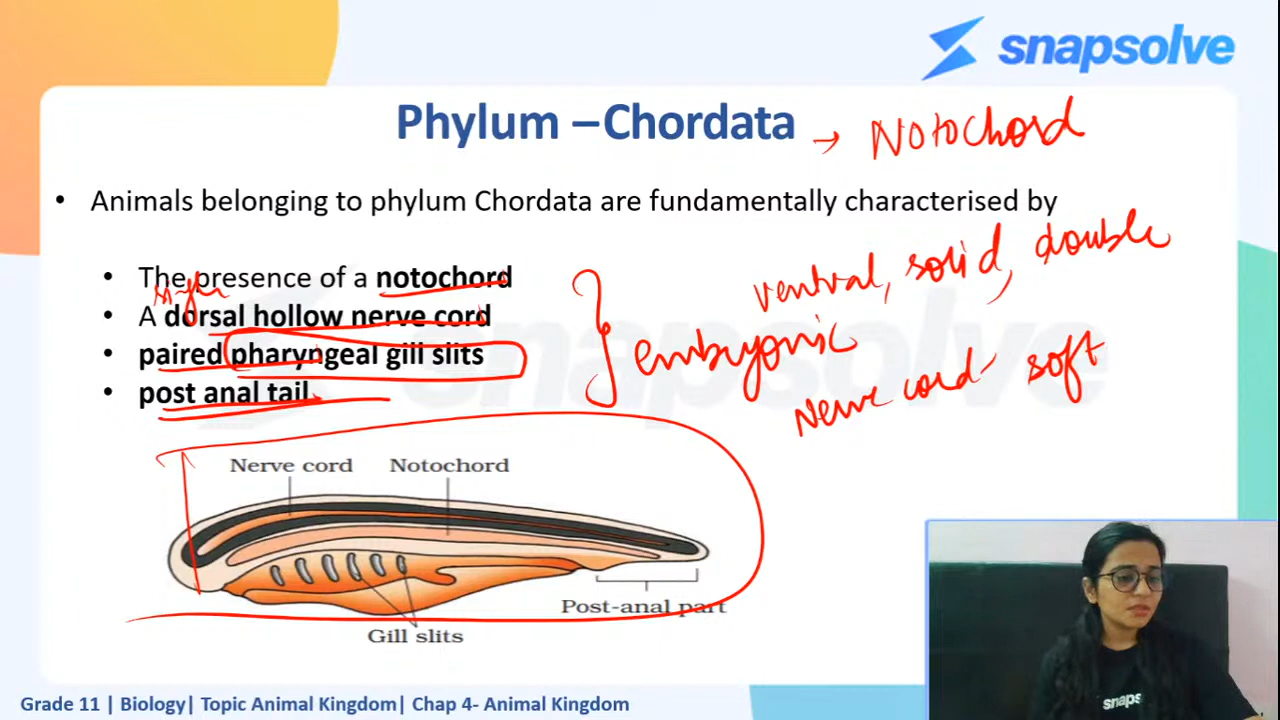 snapsolve
Phylum –Chordata → Notochord
• Animals belonging to phylum Chordata are fundamentally characterised by
• The presence of a notochord
single
• A dorsal hollow nerve cord
• paired pharyngeal gill slits
• post anal tail
} embryonic
ventral, solid, double
nerve cord - soft
Nerve cord
Notochord
Post-anal part
Gill slits
snapsolve
snaps
Grade 11 | Biology| Topic Animal Kingdom| Chap 4- Animal Kingdom